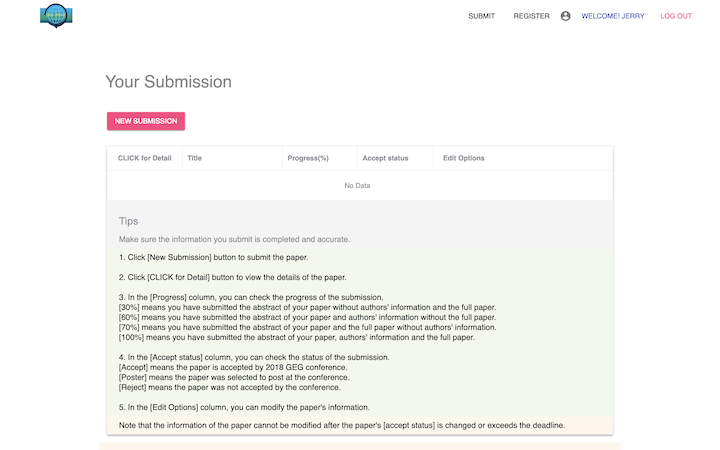 SUBMIT REGISTER WELCOME! JERRY LOG OUT
Your Submission
NEW SUBMISSION
CLICK for Detail Title Progress(%) Accept status Edit Options
No Data
Tips
Make sure the information you submit is completed and accurate.
1. Click [New Submission] button to submit the paper.
2. Click [CLICK for Detail] button to view the details of the paper.
3. In the [Progress] column, you can check the progress of the submission.
[30%] means you have submitted the abstract of your paper without authors' information and the full paper.
[60%] means you have submitted the abstract of your paper and authors' information without the full paper.
[70%] means you have submitted the abstract of your paper and the full paper without authors' information.
[100%] means you have submitted the abstract of your paper, authors' information and the full paper.
4. In the [Accept status] column, you can check the status of the submission.
[Accept] means the paper is accepted by 2018 GEG conference.
[Poster] means the paper was selected to post at the conference.
[Reject] means the paper was not accepted by the conference.
5. In the [Edit Options] column, you can modify the paper's information.
Note that the information of the paper cannot be modified after the paper's [accept status] is changed or exceeds the deadline.